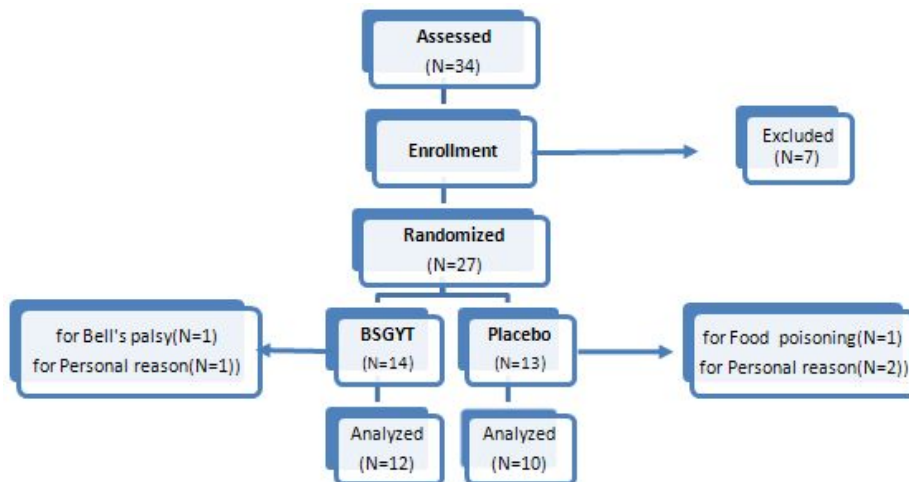 Assessed
(N=34)
Enrollment
Excluded
(N=7)
Randomized
(N=27)
for Bell's palsy(N=1)
for Personal reason(N=1))
BSGYT
(N=14)
Placebo
(N=13)
for Food poisoning(N=1)
for Personal reason(N=2))
Analyzed
(N=12)
Analyzed
(N=10)